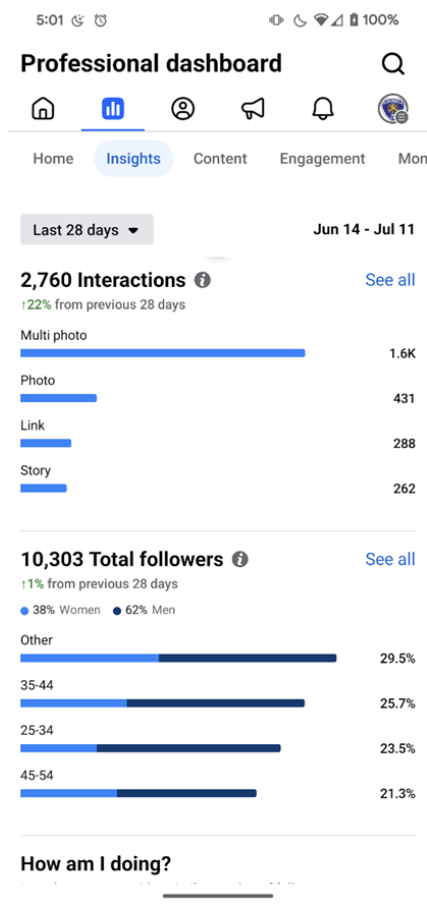 5:01
100%
Professional dashboard
Home Insights Content Engagement Mon
Last 28 days Jun 14 - Jul 11
2,760 Interactions See all
↑22% from previous 28 days
Multi photo
1.6K
Photo
431
Link
288
Story
262
10,303 Total followers See all
↑1% from previous 28 days
38% Women 62% Men
Other
29.5%
35-44
25.7%
25-34
23.5%
45-54
21.3%
How am I doing?